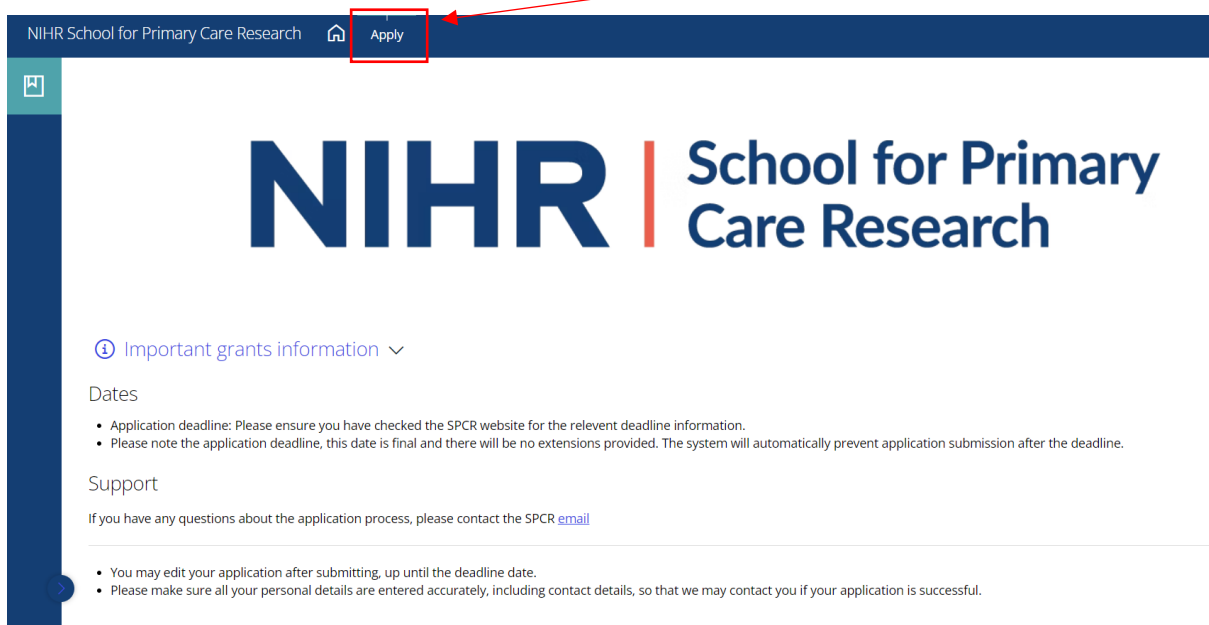 NIHR School for Primary Care Research Apply
NIHR School for Primary
Care Research
Important grants information
Dates
• Application deadline: Please ensure you have checked the SPCR website for the relevent deadline information.
• Please note the application deadline, this date is final and there will be no extensions provided. The system will automatically prevent application submission after the deadline.
Support
If you have any questions about the application process, please contact the SPCR email
• You may edit your application after submitting, up until the deadline date.
• Please make sure all your personal details are entered accurately, including contact details, so that we may contact you if your application is successful.